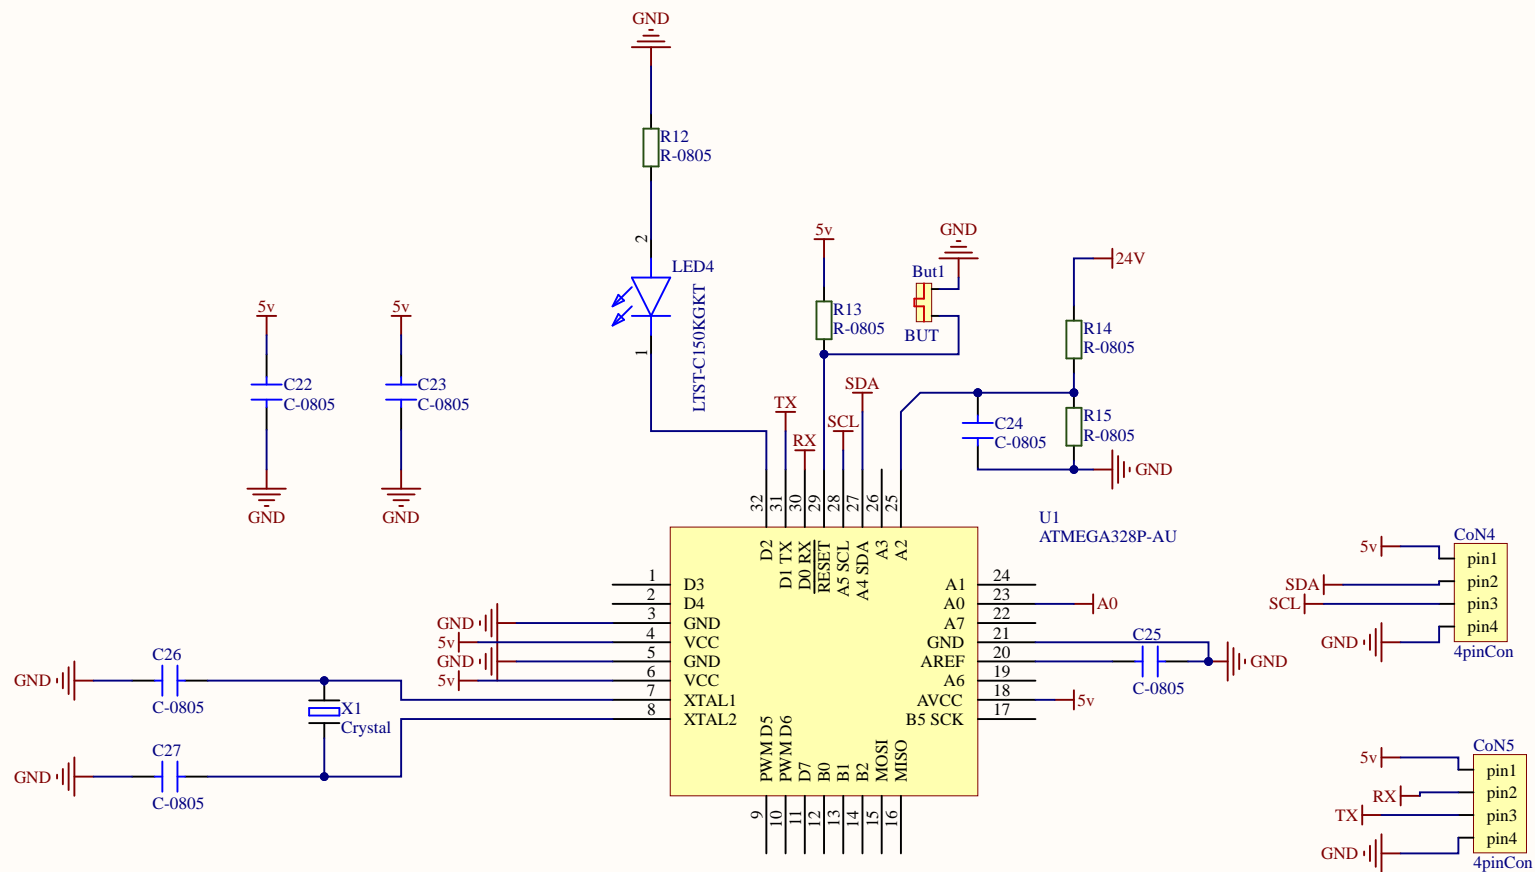 GND
R12
R-0805
2
LED4
LTST-C150KGKT
1
5v
R13
R-0805
GND
But1
BUT
24V
R14
R-0805
R15
R-0805
C24
C-0805
GND
5v
C22
C-0805
GND
5v
C23
C-0805
GND
TX
RX
SCL
SDA
32
31
30
29
28
27
26
25
U1
ATMEGA328P-AU
D2
D1 TX
D0 RX
RESET
A5 SCL
A4 SDA
A3
A2
1
D3
2
D4
GND
3
GND
5v
4
VCC
GND
5
GND
5v
6
VCC
7
XTAL1
8
XTAL2
A1
24
A0
23
A0
A7
22
GND
21
AREF
20
A6
19
AVCC
18
5v
B5 SCK
17
C25
C-0805
GND
PWM D5
PWM D6
D7
B0
B1
B2
MOSI
MISO
9
10
11
12
13
14
15
16
GND
C26
C-0805
X1
Crystal
GND
C27
C-0805
CoN4
5v
pin1
SDA
pin2
SCL
pin3
GND
pin4
4pinCon
CoN5
5v
pin1
RX
pin2
TX
pin3
GND
pin4
4pinCon